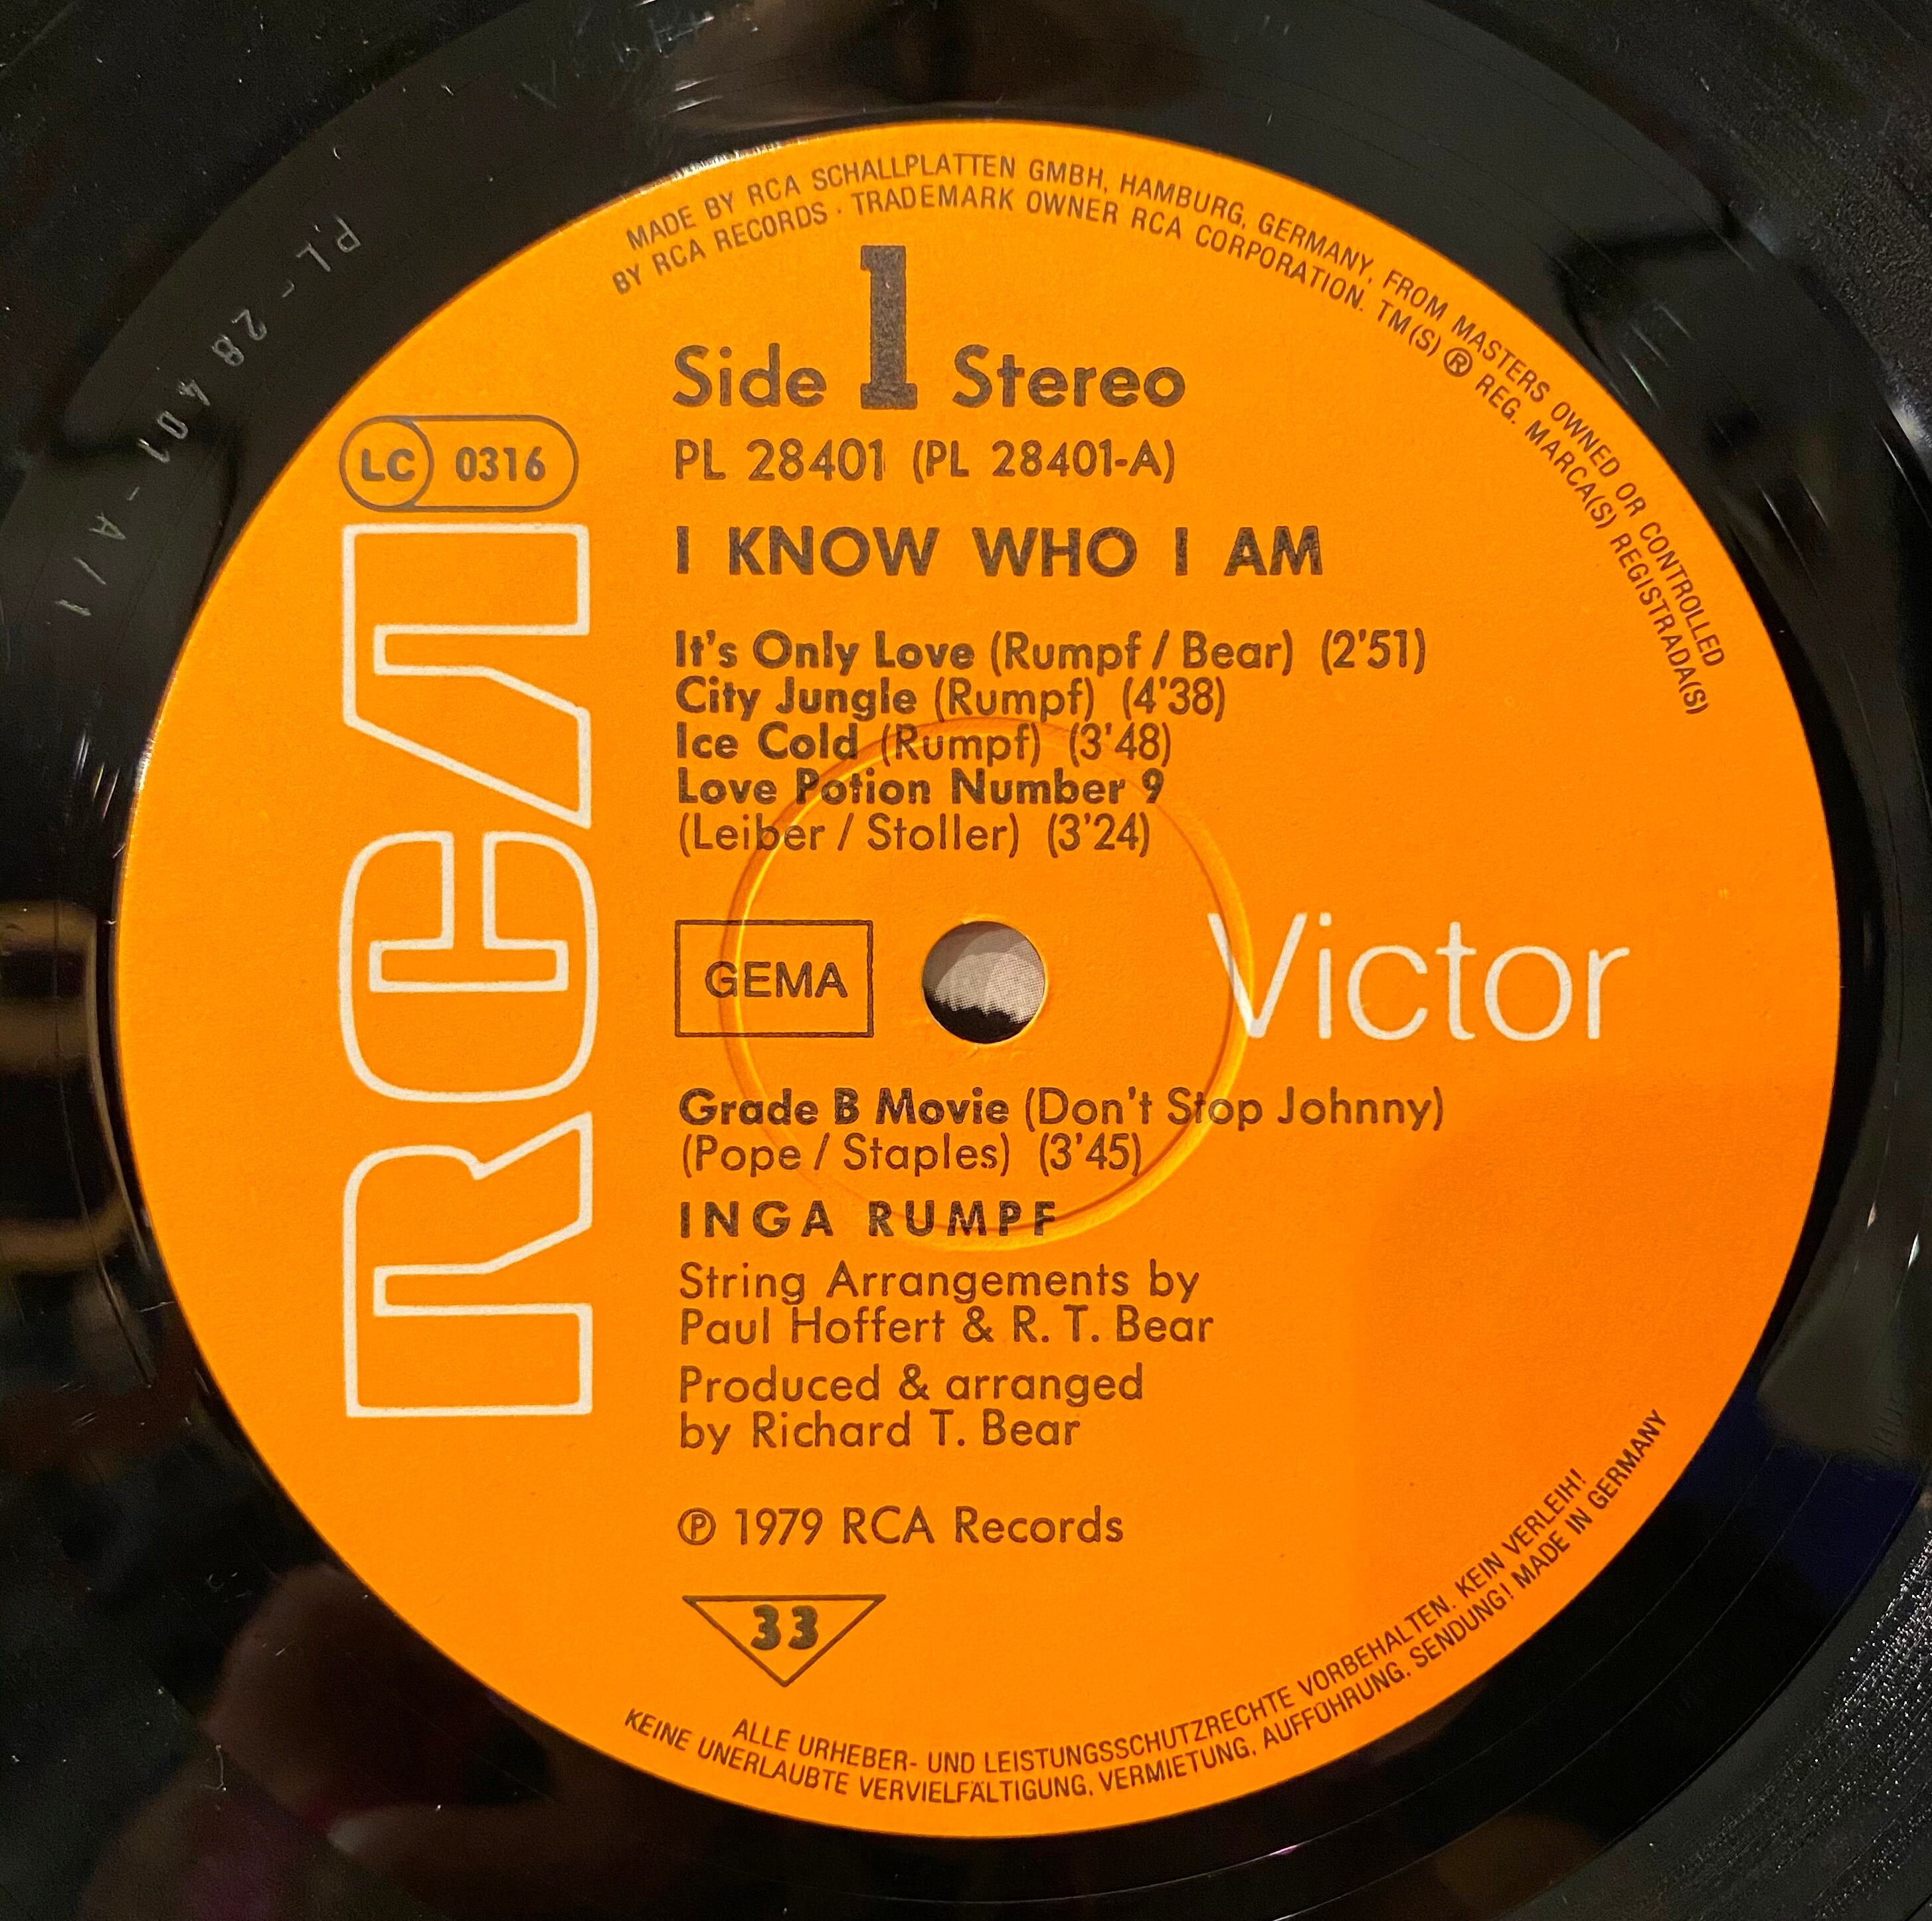 MADE BY RCA SCHALLPLATTEN GMBH, HAMBURG, GERMANY, FROM MASTERS OWNED OR CONTROLLED
BY RCA RECORDS · TRADEMARK OWNER RCA CORPORATION. TM(S) ® REG. MARCA(S) REGISTRADA(S)
PL-28401-A/1
Side 1 Stereo
LC 0316
PL 28401 (PL 28401-A)
I KNOW WHO I AM
RCA
It's Only Love (Rumpf / Bear) (2'51)
City Jungle (Rumpf) (4'38)
Ice Cold (Rumpf) (3'48)
Love Potion Number 9
(Leiber / Stoller) (3'24)
GEMA
Victor
Grade B Movie (Don't Stop Johnny)
(Pope / Staples) (3'45)
INGA RUMPF
String Arrangements by
Paul Hoffert & R. T. Bear
Produced & arranged
by Richard T. Bear
℗ 1979 RCA Records
33
ALLE URHEBER- UND LEISTUNGSSCHUTZRECHTE VORBEHALTEN. KEIN VERLEIH!
KEINE UNERLAUBTE VERVIELFÄLTIGUNG, VERMIETUNG, AUFFÜHRUNG, SENDUNG! MADE IN GERMANY